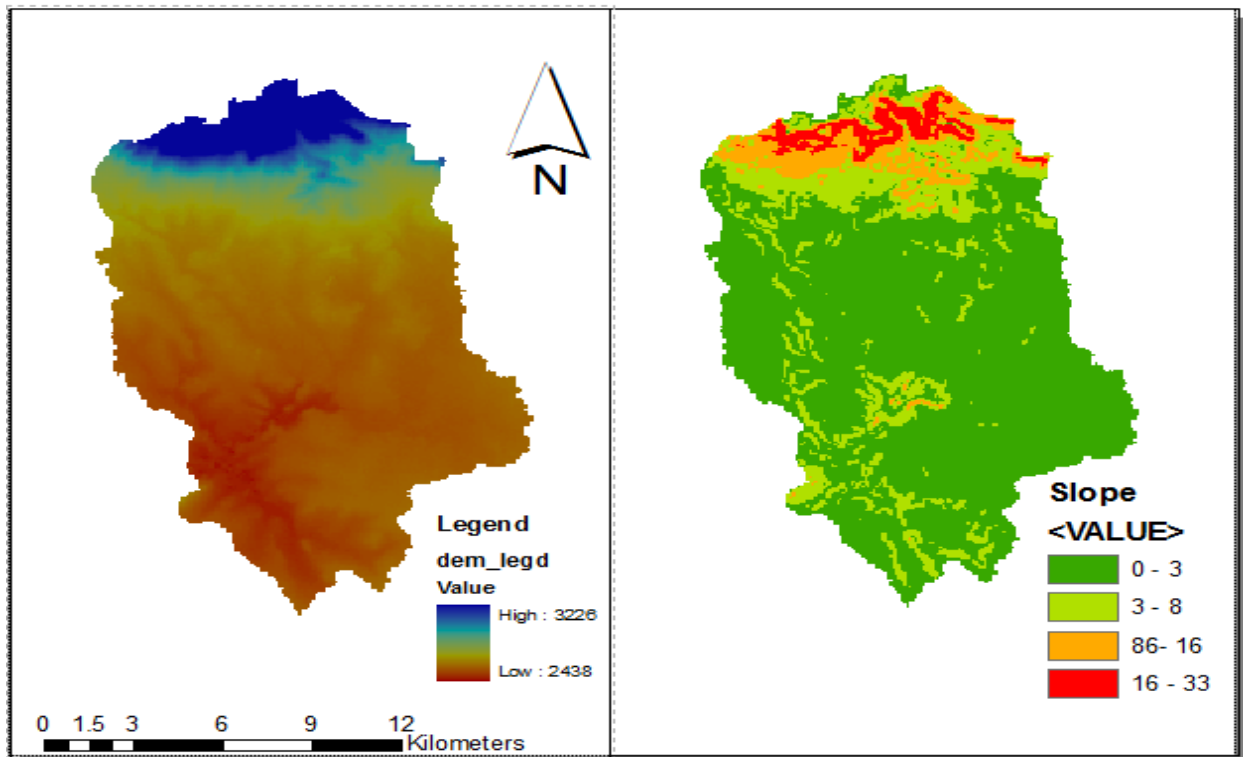 N
Legend
dem_legd
Value
High : 3226
Low : 2438
0 1.5 3 6 9 12
Kilometers
Slope
<VALUE>
0 - 3
3 - 8
86- 16
16 - 33